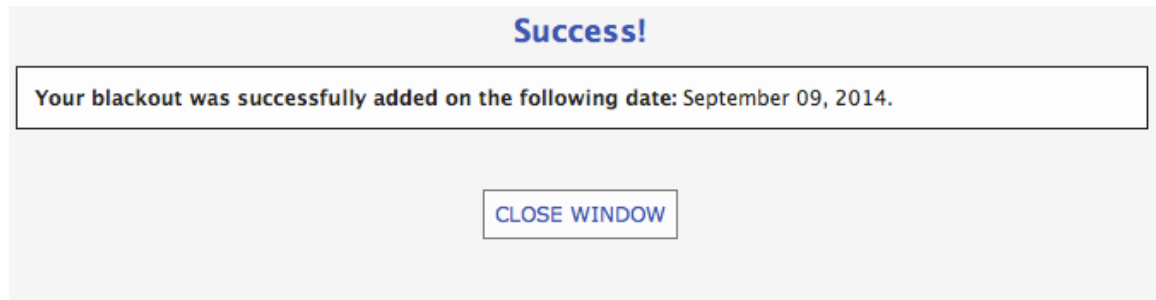 Success!
Your blackout was successfully added on the following date: September 09, 2014.
CLOSE WINDOW